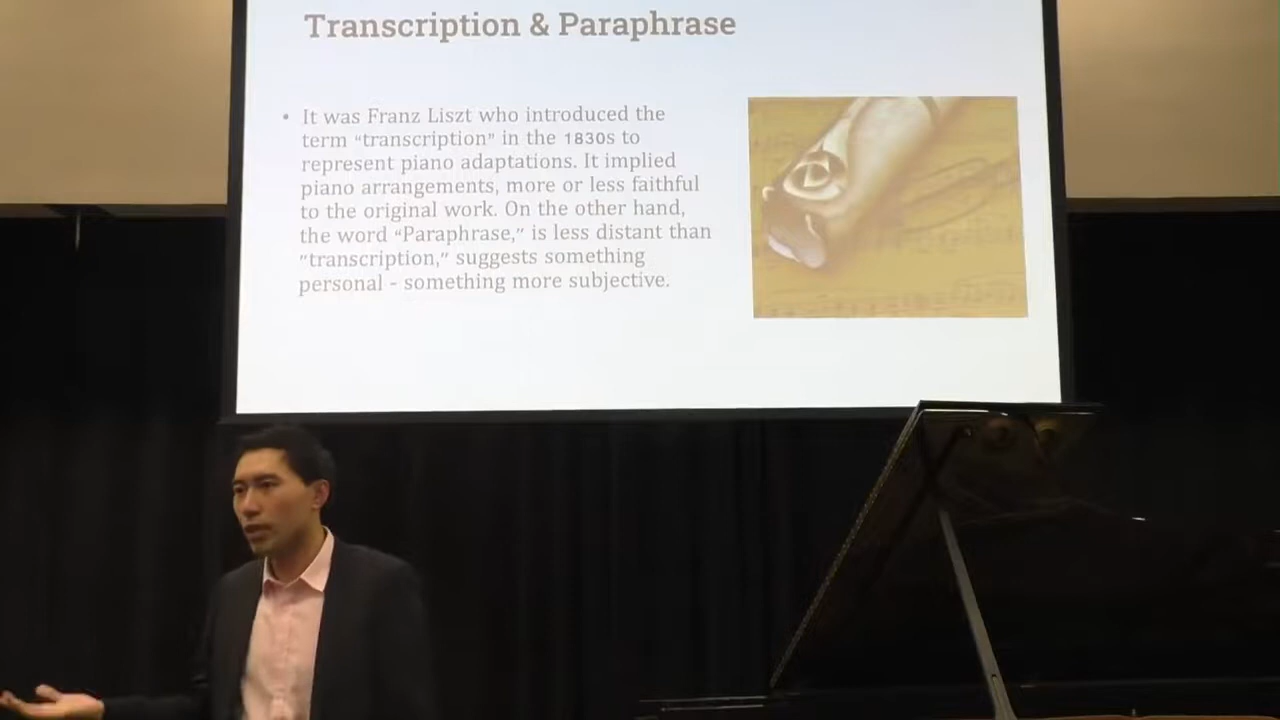 Transcription & Paraphrase
• It was Franz Liszt who introduced the
term “transcription” in the 1830s to
represent piano adaptations. It implied
piano arrangements, more or less faithful
to the original work. On the other hand,
the word “Paraphrase,” is less distant than
“transcription,” suggests something
personal - something more subjective.